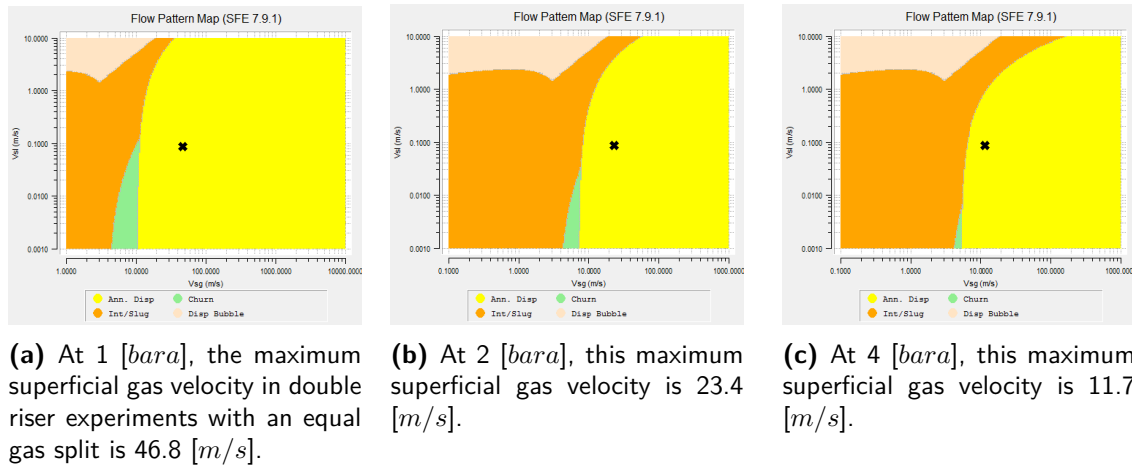 Flow Pattern Map (SFE 7.9.1)
10.0000
1.0000
0.1000
0.0100
0.0010
Vsl (m/s)
1.0000 10.0000 100.0000 1000.0000 10000.0000
Vsg (m/s)
Ann. Disp Churn
Int/Slug Disp Bubble
(a) At 1 [bara], the maximum
superficial gas velocity in double
riser experiments with an equal
gas split is 46.8 [m/s].
Flow Pattern Map (SFE 7.9.1)
10.0000
1.0000
0.1000
0.0100
0.0010
Vsl (m/s)
0.1000 1.0000 10.0000 100.0000 1000.0000
Vsg (m/s)
Ann. Disp Churn
Int/Slug Disp Bubble
(b) At 2 [bara], this maximum
superficial gas velocity is 23.4
[m/s].
Flow Pattern Map (SFE 7.9.1)
10.0000
1.0000
0.1000
0.0100
0.0010
Vsl (m/s)
0.1000 1.0000 10.0000 100.0000 1000.0000
Vsg (m/s)
Ann. Disp Churn
Int/Slug Disp Bubble
(c) At 4 [bara], this maximum
superficial gas velocity is 11.7
[m/s].